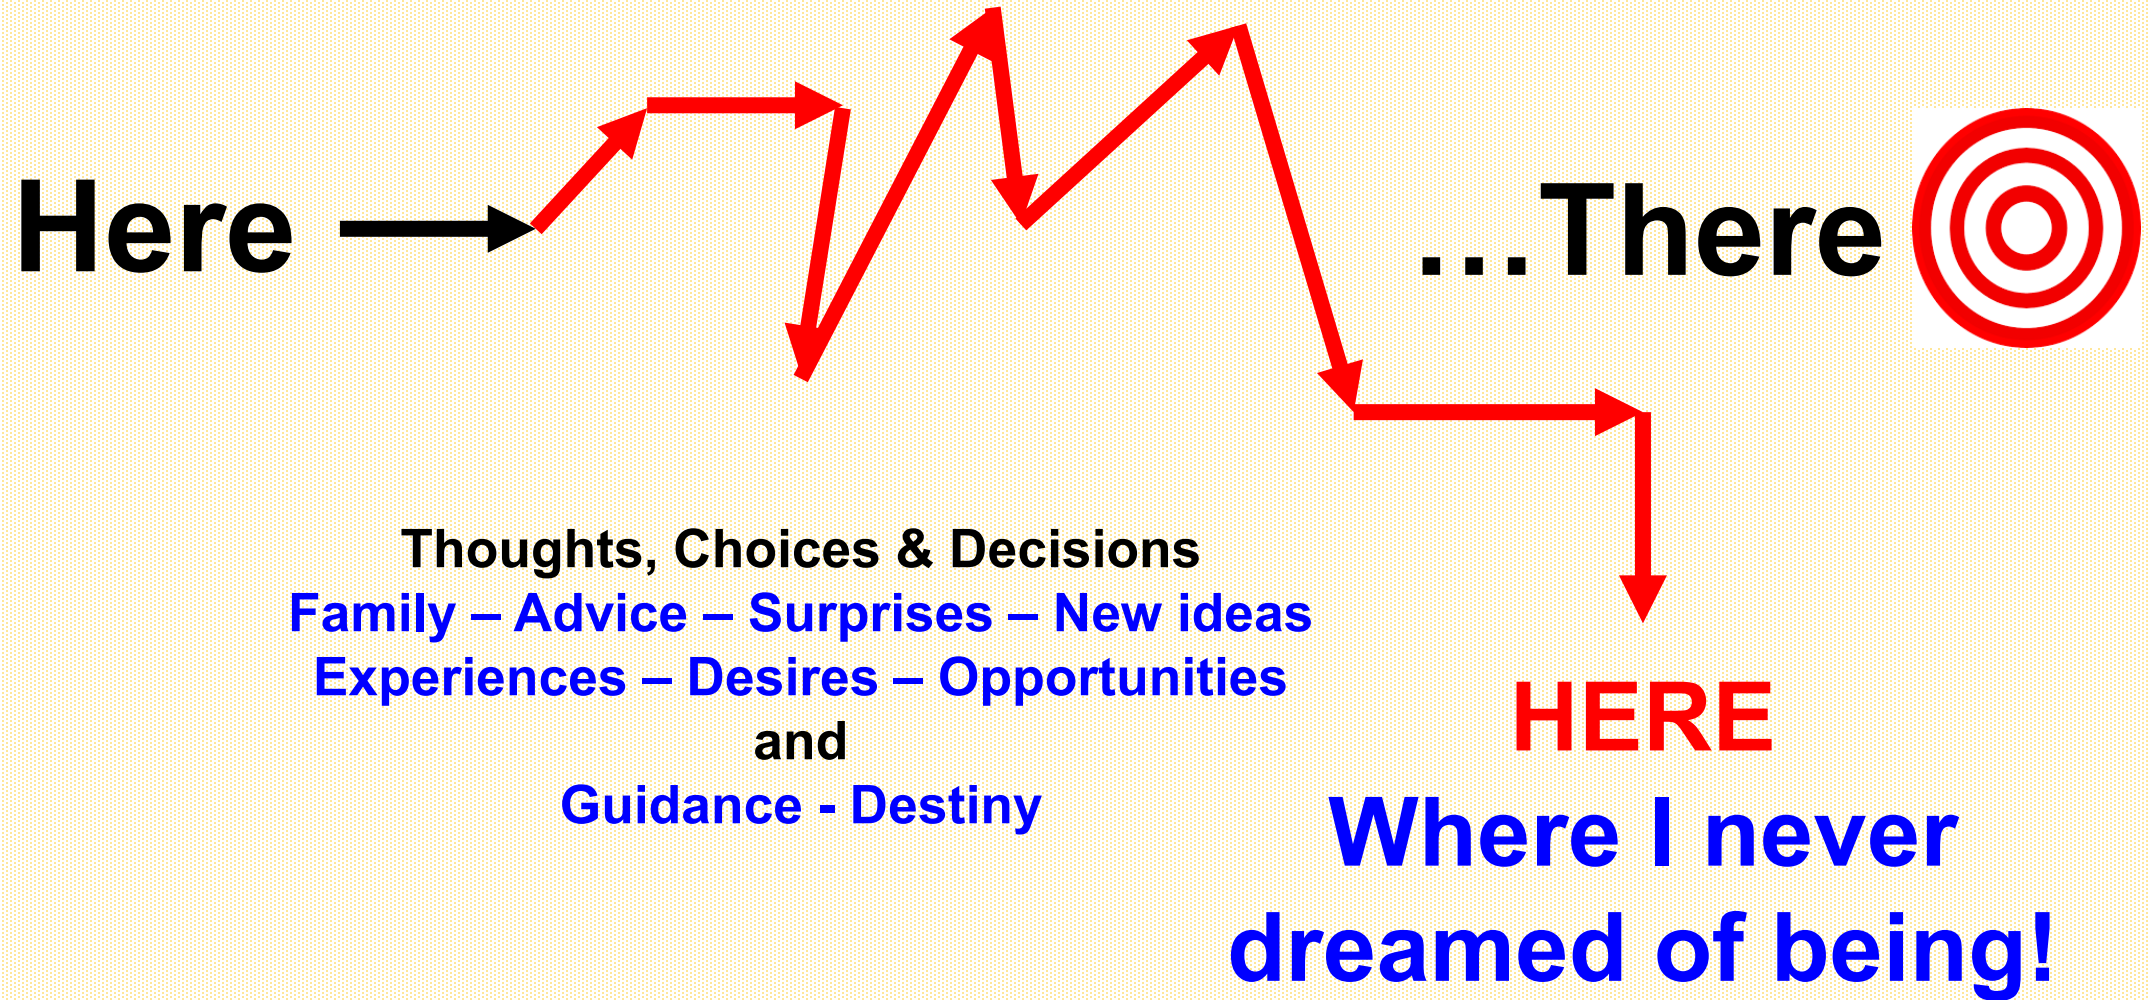 Here
…There
Thoughts, Choices & Decisions
Family – Advice – Surprises – New ideas
Experiences – Desires – Opportunities
and
Guidance - Destiny
HERE
Where I never
dreamed of being!